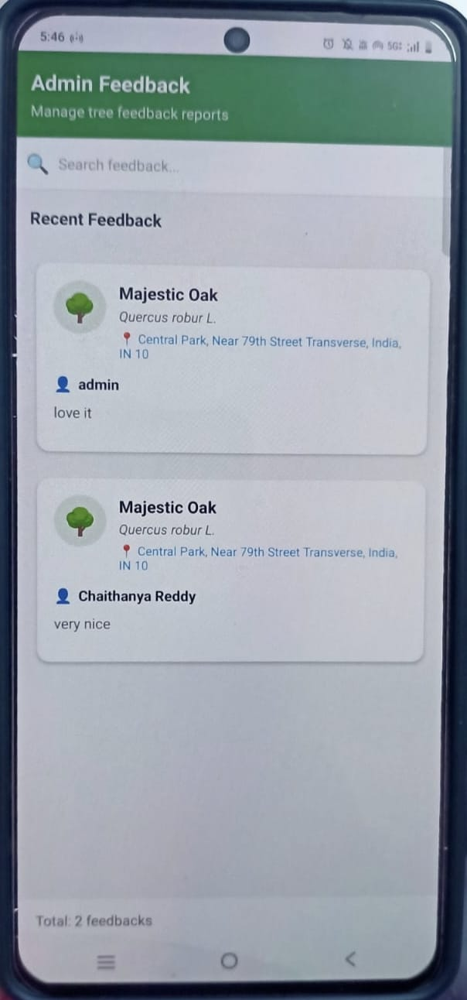 5:46
5G
Admin Feedback
Manage tree feedback reports
Search feedback...
Recent Feedback
Majestic Oak
Quercus robur L.
Central Park, Near 79th Street Transverse, India,
IN 10
admin
love it
Majestic Oak
Quercus robur L.
Central Park, Near 79th Street Transverse, India,
IN 10
Chaithanya Reddy
very nice
Total: 2 feedbacks